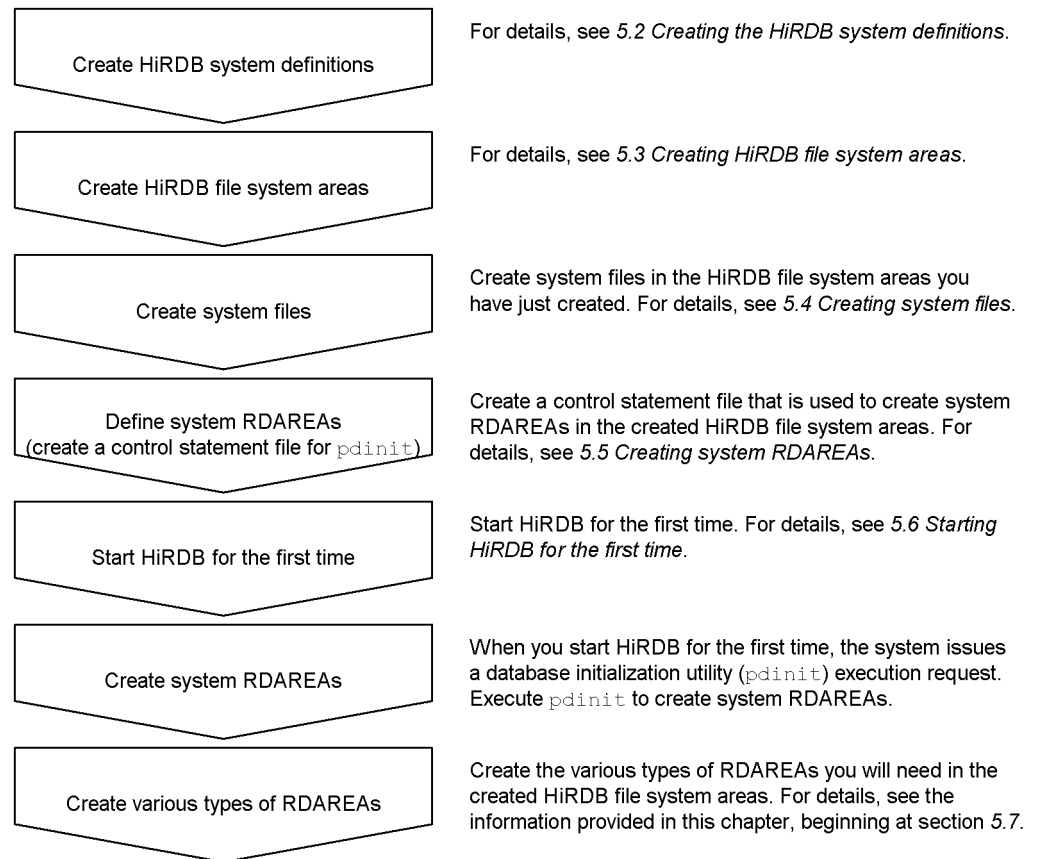 Create HiRDB system definitions
For details, see 5.2 Creating the HiRDB system definitions.
Create HiRDB file system areas
For details, see 5.3 Creating HiRDB file system areas.
Create system files
Create system files in the HiRDB file system areas you
have just created. For details, see 5.4 Creating system files.
Define system RDAREAs
(create a control statement file for pdinit)
Create a control statement file that is used to create system
RDAREAs in the created HiRDB file system areas. For
details, see 5.5 Creating system RDAREAs.
Start HiRDB for the first time
Start HiRDB for the first time. For details, see 5.6 Starting
HiRDB for the first time.
Create system RDAREAs
When you start HiRDB for the first time, the system issues
a database initialization utility (pdinit) execution request.
Execute pdinit to create system RDAREAs.
Create various types of RDAREAs
Create the various types of RDAREAs you will need in the
created HiRDB file system areas. For details, see the
information provided in this chapter, beginning at section 5.7.